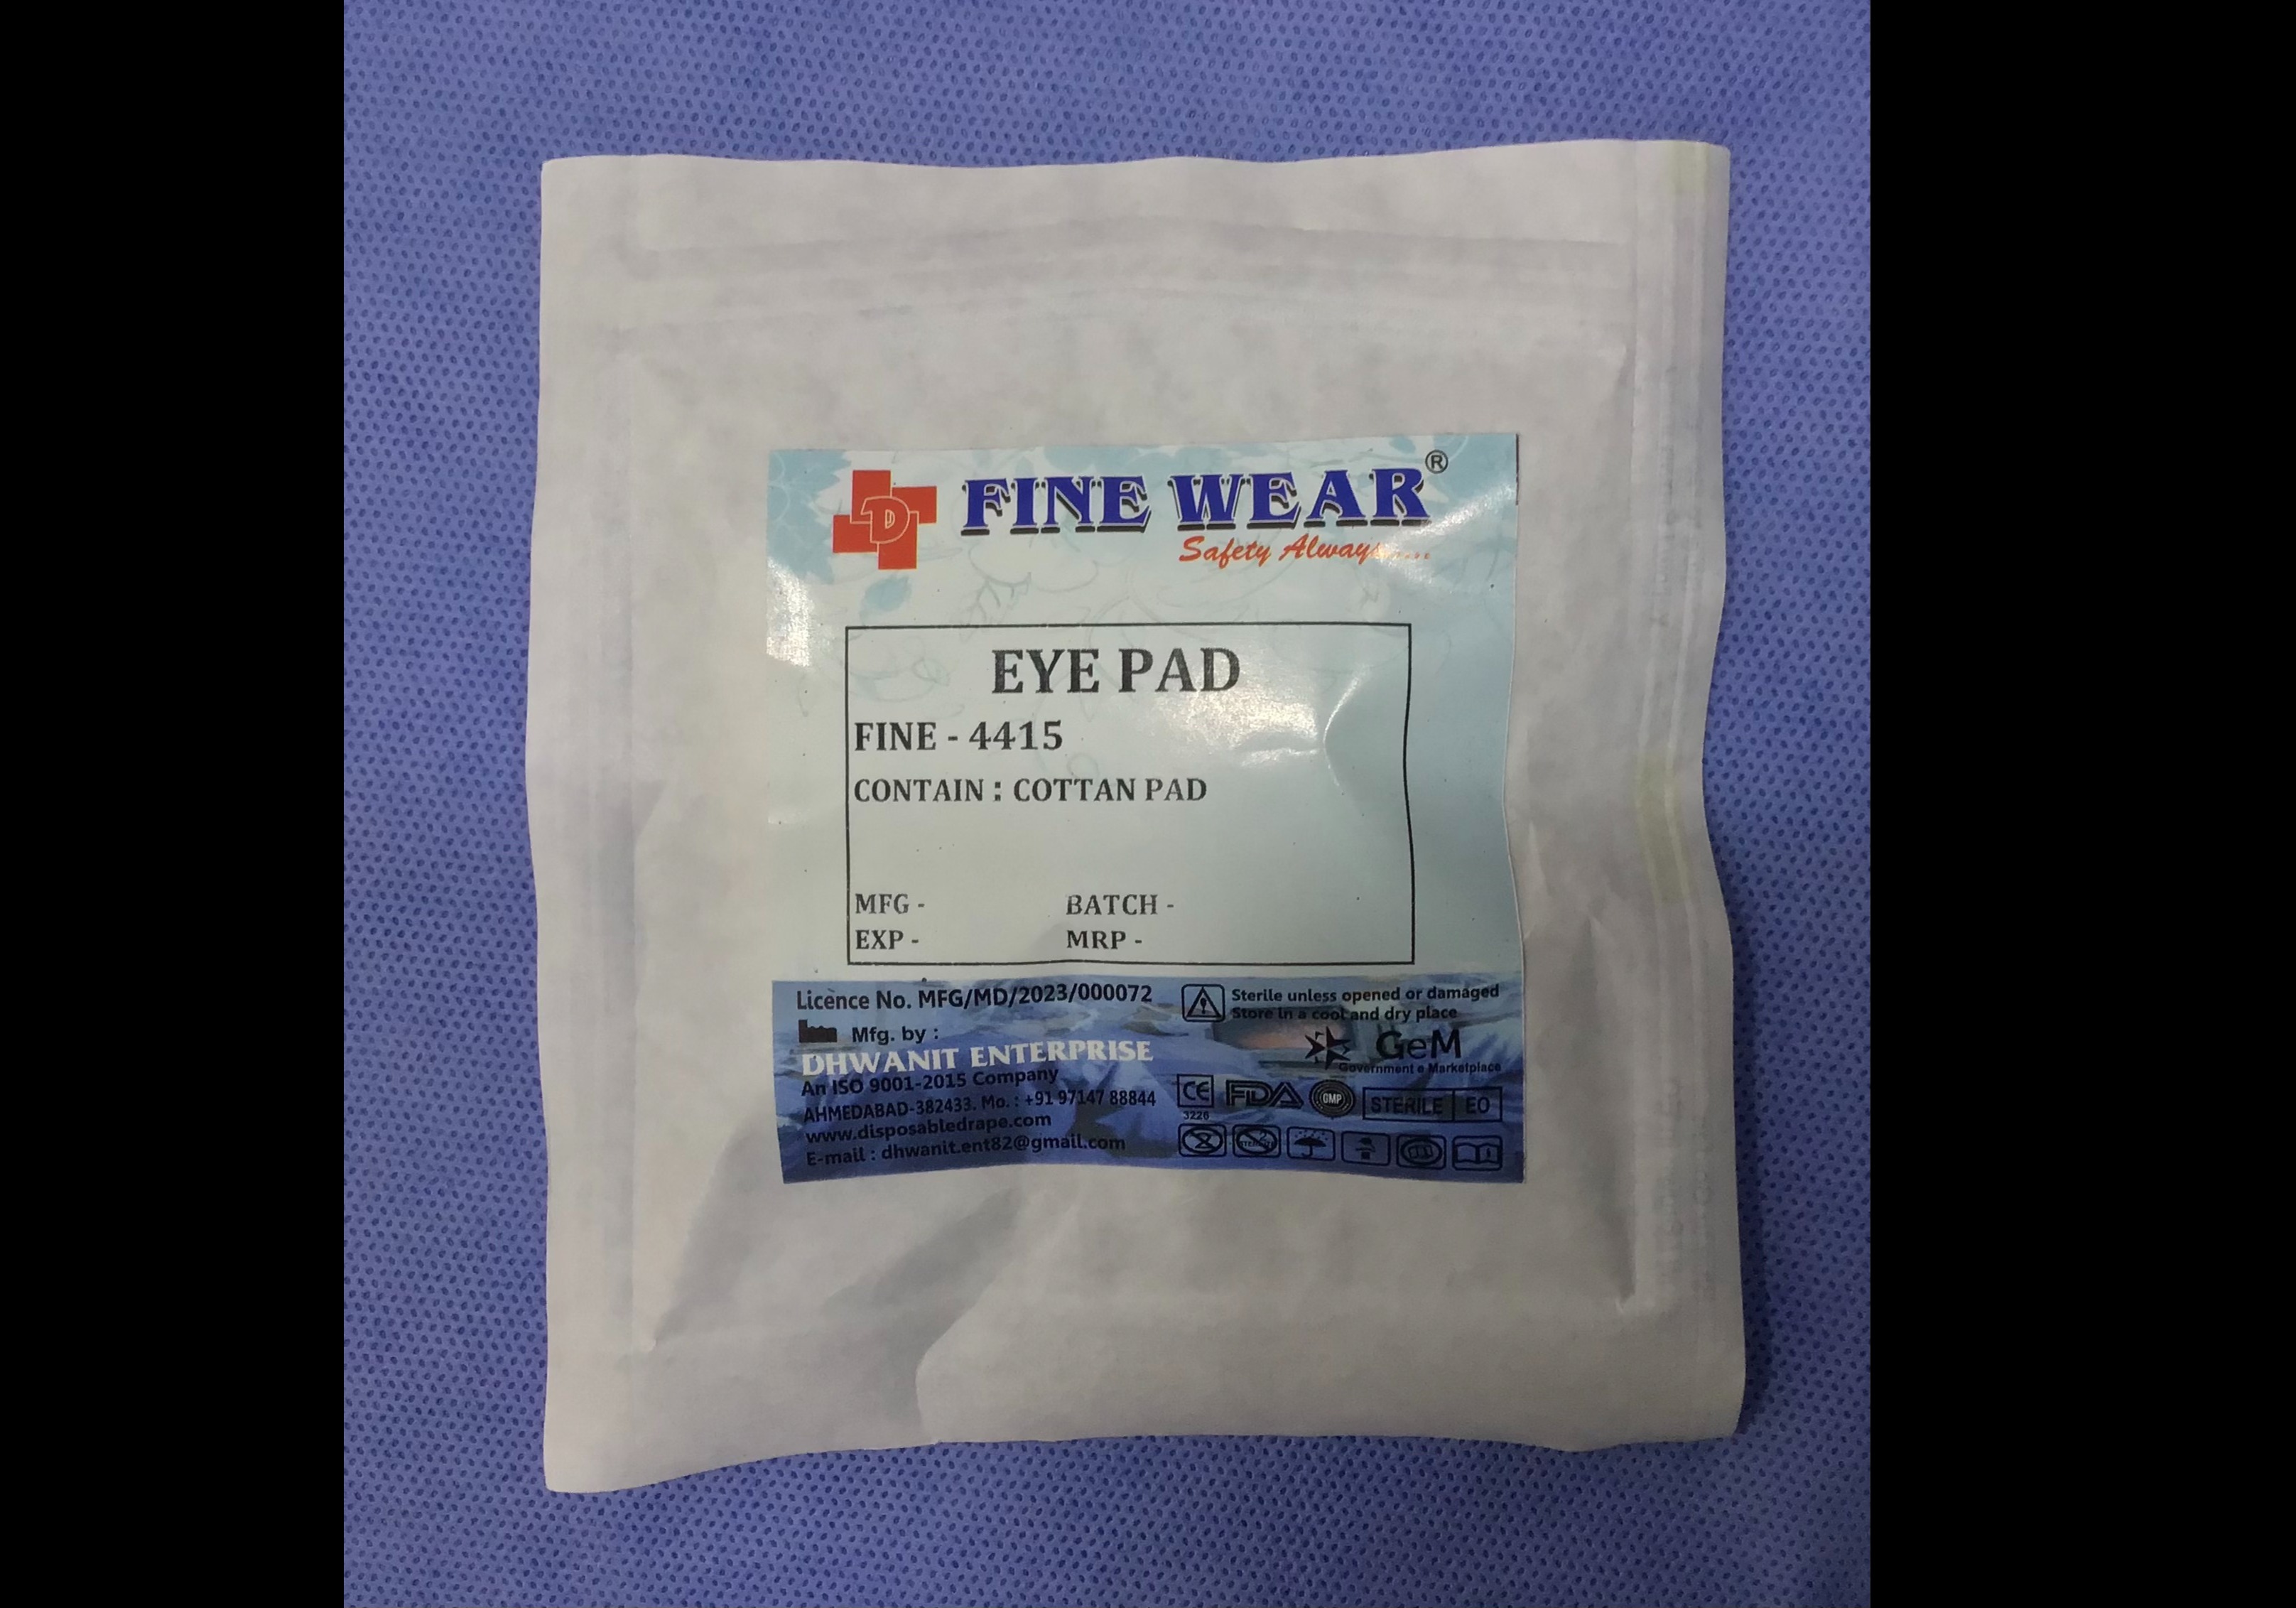 D
FINE WEAR®
Safety Always....
EYE PAD
FINE - 4415
CONTAIN : COTTAN PAD
MFG -
BATCH -
EXP -
MRP -
Licence No. MFG/MD/2023/000072
Mfg. by :
DHWANIT ENTERPRISE
An ISO 9001-2015 Company
AHMEDABAD-382433. Mo. : +91 97147 88844
www.disposabledrape.com
E-mail : dhwanit.ent82@gmail.com
Sterile unless opened or damaged
Store in a cool and dry place
GeM
Government e Marketplace
CE
3226
FDA
GMP
STERILE EO
2
i